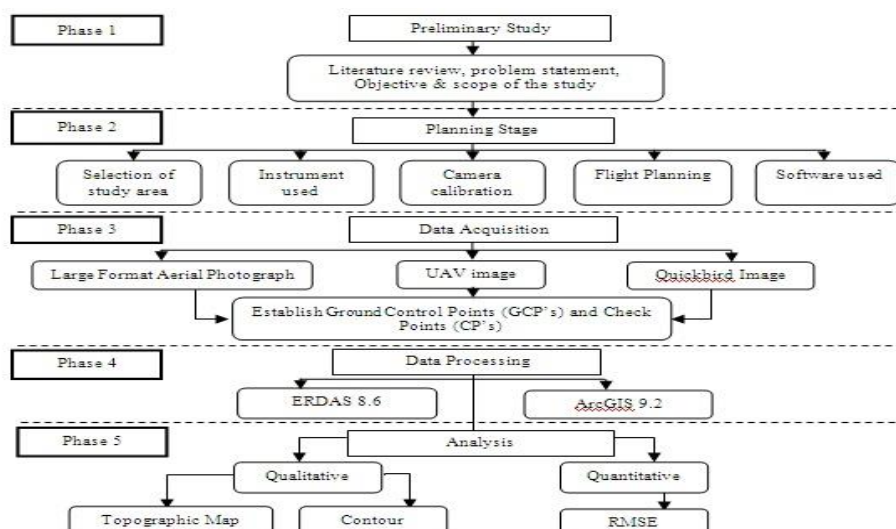 Phase 1
Preliminary Study
Literature review, problem statement,
Objective & scope of the study
Phase 2
Planning Stage
Selection of
study area
Instrument
used
Camera
calibration
Flight Planning
Software used
Phase 3
Data Acquisition
Large Format Aerial Photograph
UAV image
Quickbird Image
Establish Ground Control Points (GCP's) and Check
Points (CP's)
Phase 4
Data Processing
ERDAS 8.6
ArcGIS 9.2
Phase 5
Analysis
Qualitative
Quantitative
Topographic Map
Contour
RMSE